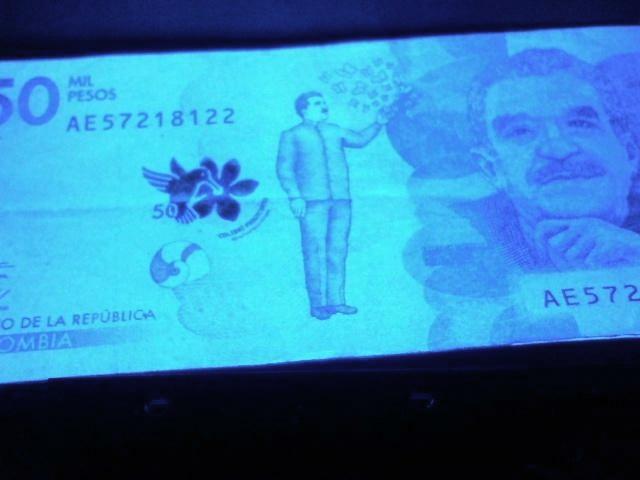 50 MIL
PESOS
AE57218122
50
O DE LA REPÚBLICA
OMBIA
AE572